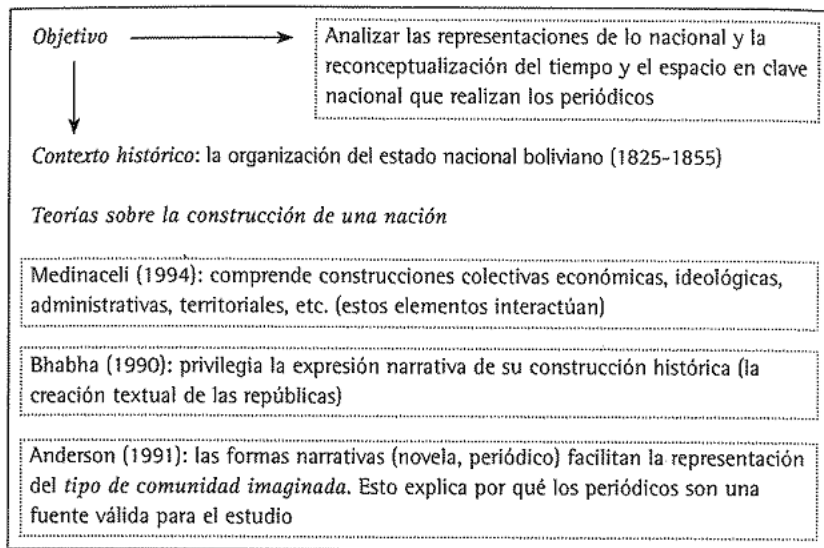 Objetivo
Analizar las representaciones de lo nacional y la
reconceptualización del tiempo y el espacio en clave
nacional que realizan los periódicos
Contexto histórico: la organización del estado nacional boliviano (1825-1855)
Teorías sobre la construcción de una nación
Medinaceli (1994): comprende construcciones colectivas económicas, ideológicas,
administrativas, territoriales, etc. (estos elementos interactúan)
Bhabha (1990): privilegia la expresión narrativa de su construcción histórica (la
creación textual de las repúblicas)
Anderson (1991): las formas narrativas (novela, periódico) facilitan la representación
del tipo de comunidad imaginada. Esto explica por qué los periódicos son una
fuente válida para el estudio